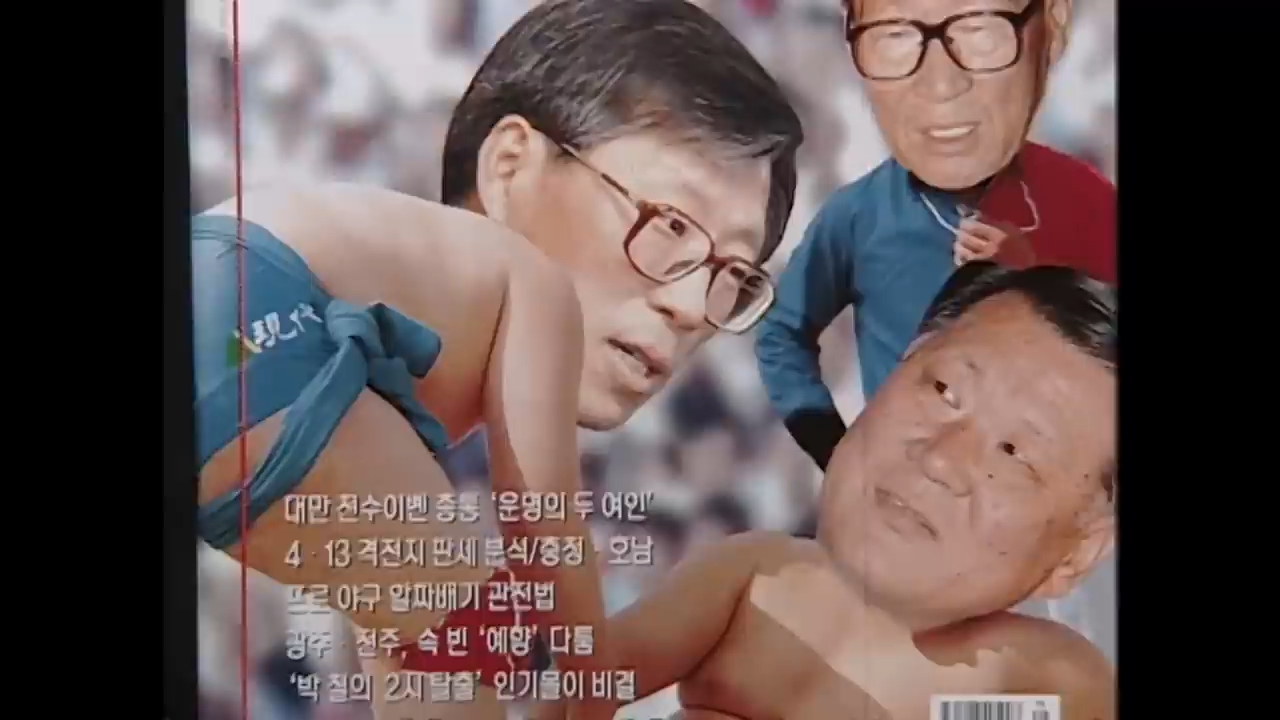 現代
대만 천수이볜 총통 '운명의 두 여인'
4·13 격전지 판세 분석/충청·호남
프로 야구 알짜배기 관전법
광주·전주, 속 빈 '예향' 다툼
'박 칠의 2지 탈출' 인기몰이 비결